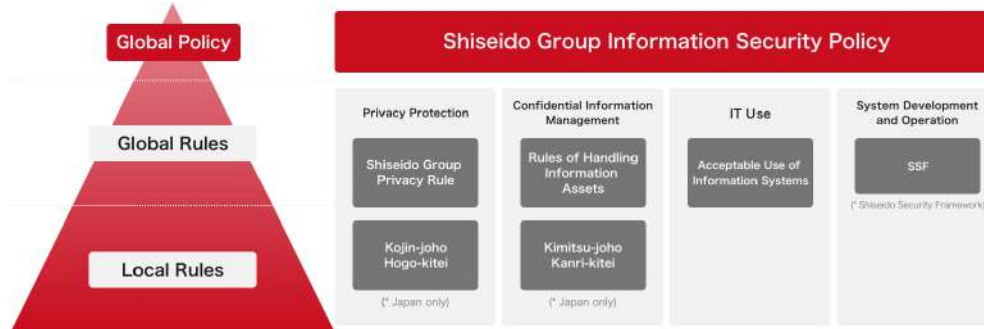 Global Policy
Shiseido Group Information Security Policy
Global Rules
Local Rules
Privacy Protection
Shiseido Group
Privacy Rule
Kojin-joho
Hogo-kitei
(* Japan only)
Confidential Information
Management
Rules of Handling
Information
Assets
Kimitsu-joho
Kanri-kitei
(* Japan only)
IT Use
Acceptable Use of
Information Systems
System Development
and Operation
SSF
(* Shiseido Security Framework)